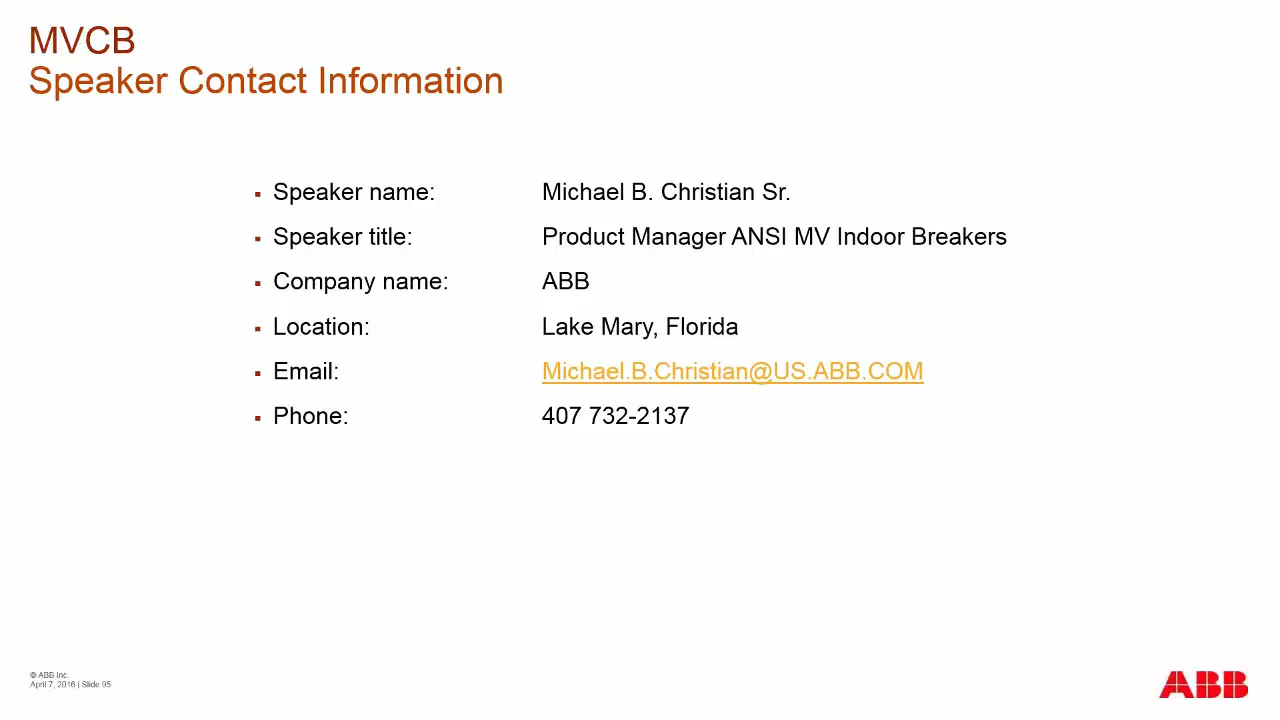 MVCB
Speaker Contact Information
▪ Speaker name: Michael B. Christian Sr.
▪ Speaker title: Product Manager ANSI MV Indoor Breakers
▪ Company name: ABB
▪ Location: Lake Mary, Florida
▪ Email: Michael.B.Christian@US.ABB.COM
▪ Phone: 407 732-2137
© ABB Inc.
April 7, 2016 | Slide 95
ABB